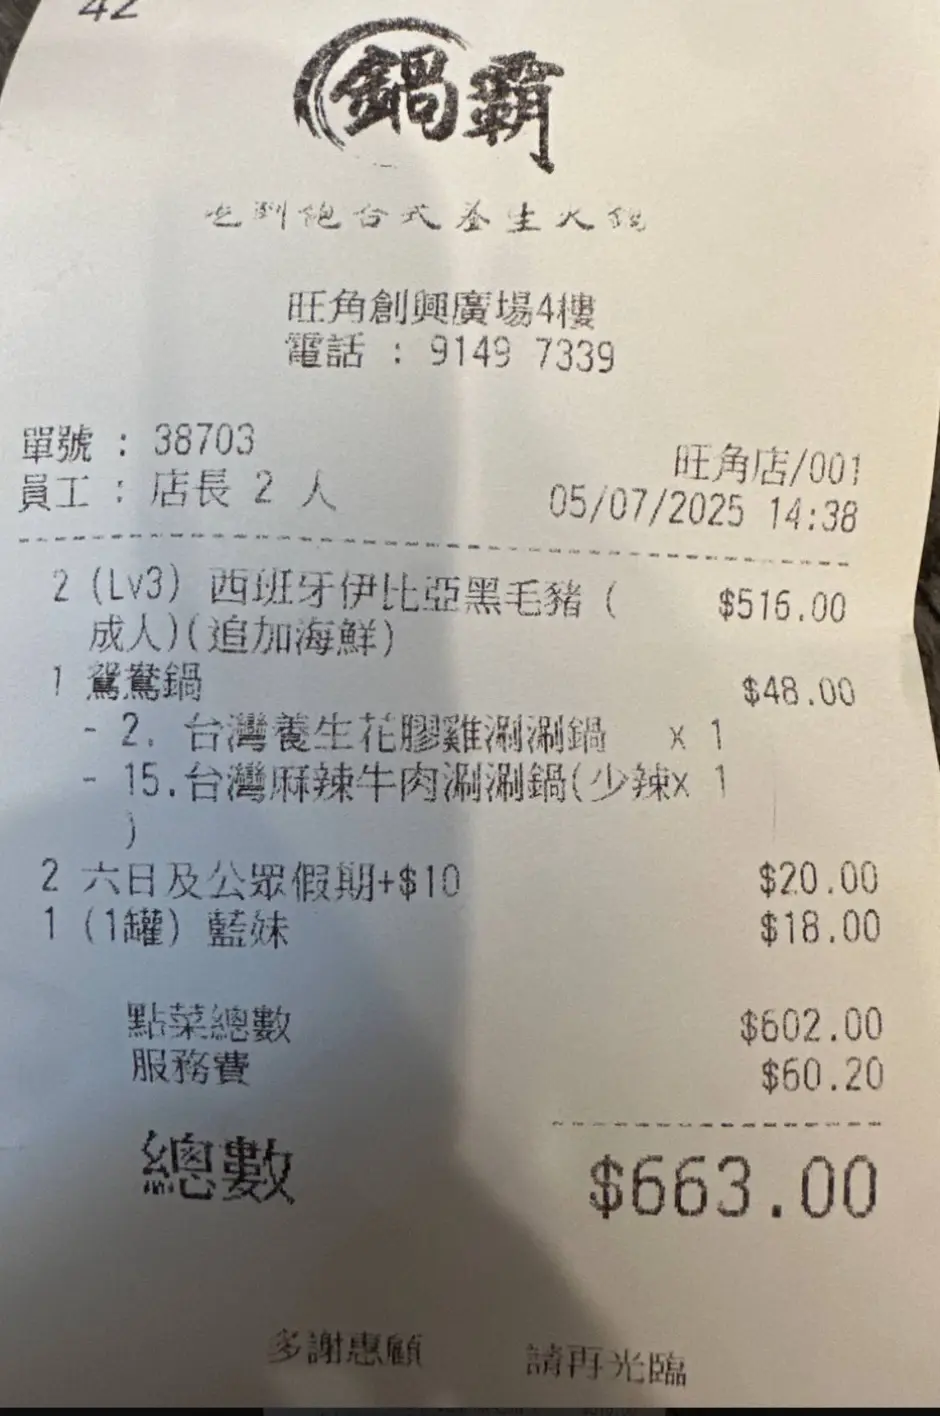 42
鍋霸
吃到飽台式養生火鍋
旺角創興廣場4樓
電話 : 9149 7339
單號 : 38703
旺角店/001
員工 : 店長 2 人
05/07/2025 14:38
2 (Lv3) 西班牙伊比亞黑毛豬 ( $516.00
成人)(追加海鮮)
1 鴛鴦鍋 $48.00
- 2. 台灣養生花膠雞涮涮鍋 x 1
- 15.台灣麻辣牛肉涮涮鍋(少辣x 1
)
2 六日及公眾假期+$10 $20.00
1 (1罐) 藍妹 $18.00
點菜總數 $602.00
服務費 $60.20
總數 $663.00
多謝惠顧 請再光臨